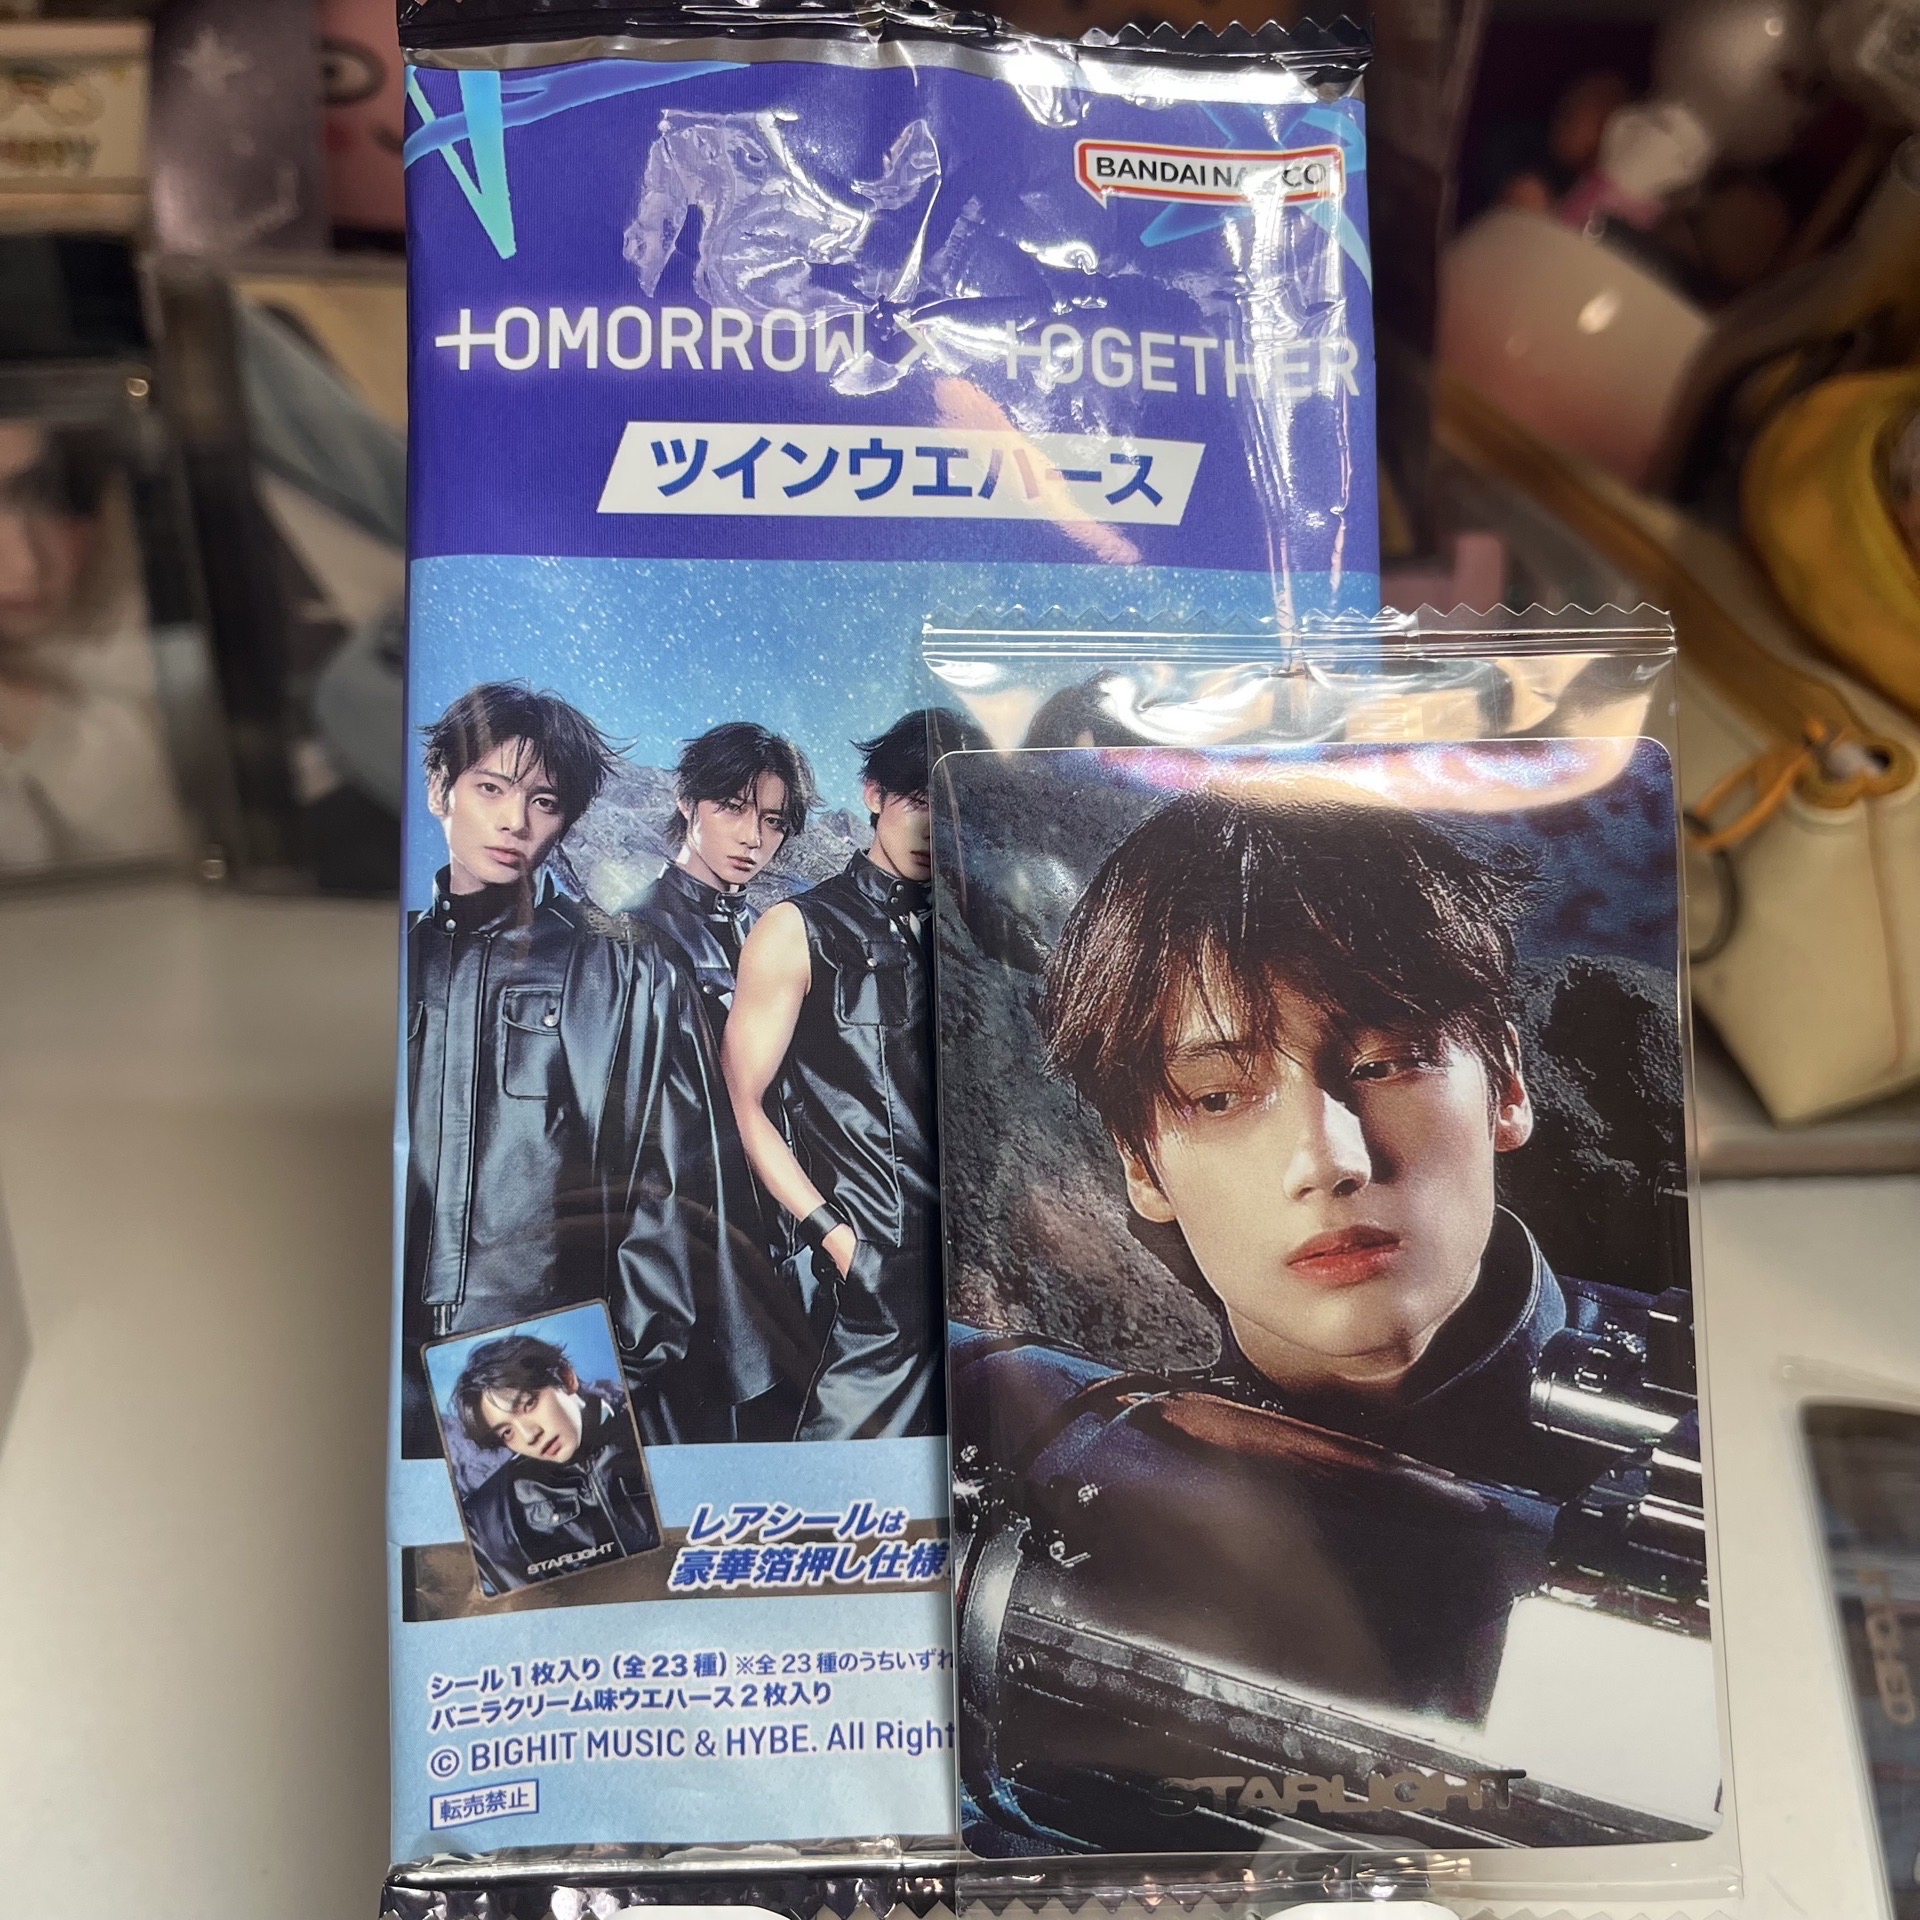 BANDAI NAMCO
TOMORROW X TOGETHER
ツインウエハース
STARLIGHT
レアシールは
豪華箔押し仕様
シール1枚入り（全23種）※全23種のうちいずれ
バニラクリーム味ウエハース2枚入り
© BIGHIT MUSIC & HYBE. All Right
転売禁止
STARLIGHT